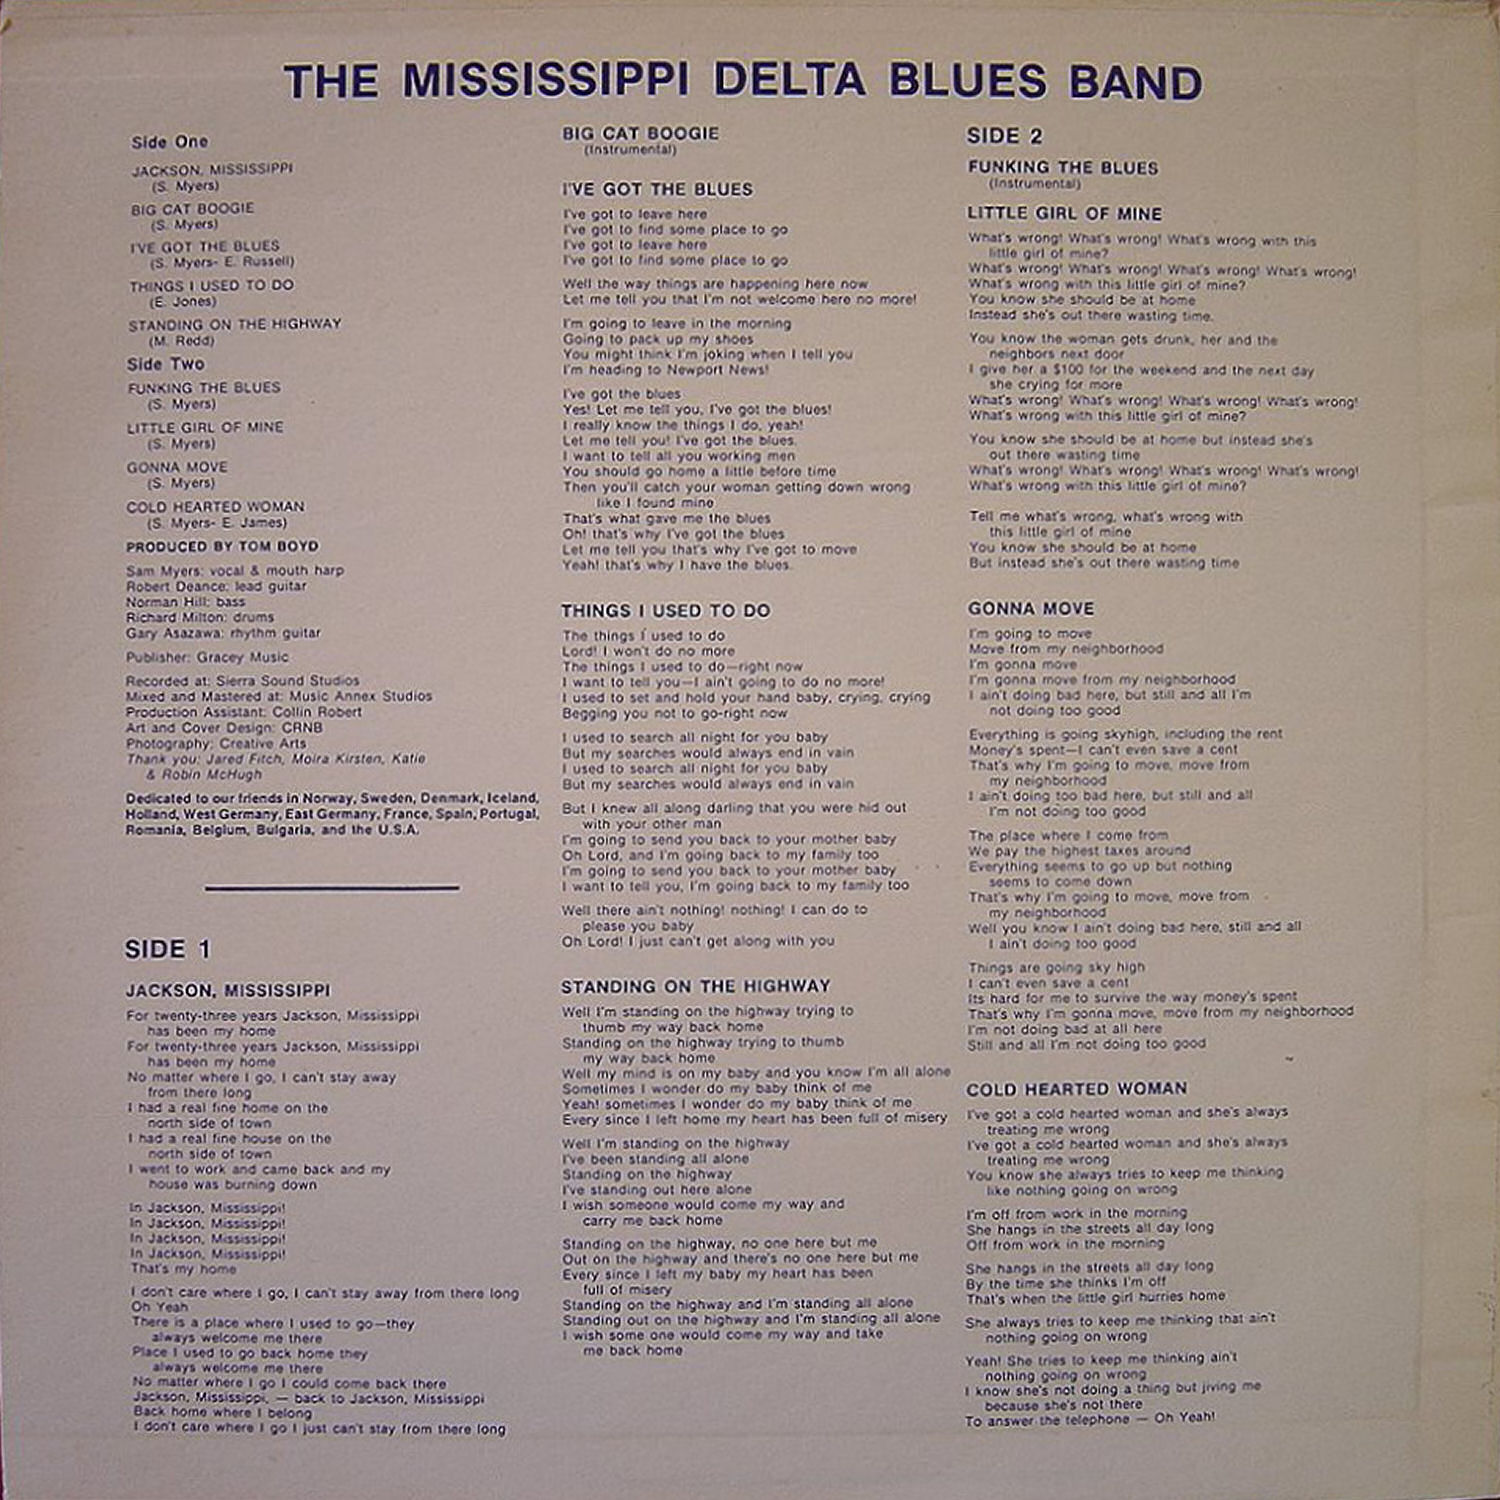 THE MISSISSIPPI DELTA BLUES BAND
Side One
JACKSON, MISSISSIPPI
(S. Myers)
BIG CAT BOOGIE
(S. Myers)
I'VE GOT THE BLUES
(S. Myers- E. Russell)
THINGS I USED TO DO
(E. Jones)
STANDING ON THE HIGHWAY
(M. Redd)
Side Two
FUNKING THE BLUES
(S. Myers)
LITTLE GIRL OF MINE
(S. Myers)
GONNA MOVE
(S. Myers)
COLD HEARTED WOMAN
(S. Myers- E. James)
PRODUCED BY TOM BOYD
Sam Myers: vocal & mouth harp
Robert Deance: lead guitar
Norman Hill: bass
Richard Milton: drums
Gary Asazawa: rhythm guitar
Publisher: Gracey Music
Recorded at: Sierra Sound Studios
Mixed and Mastered at: Music Annex Studios
Production Assistant: Collin Robert
Art and Cover Design: CRNB
Photography: Creative Arts
Thank you: Jared Fitch, Moira Kirsten, Katie
& Robin McHugh
Dedicated to our friends in Norway, Sweden, Denmark, Iceland,
Holland, West Germany, East Germany, France, Spain, Portugal,
Romania, Belgium, Bulgaria, and the U.S.A.
SIDE 1
JACKSON, MISSISSIPPI
For twenty-three years Jackson, Mississippi
has been my home
For twenty-three years Jackson, Mississippi
has been my home
No matter where I go, I can't stay away
from there long
I had a real fine home on the
north side of town
I had a real fine house on the
north side of town
I went to work and came back and my
house was burning down
In Jackson, Mississippi!
In Jackson, Mississippi!
In Jackson, Mississippi!
In Jackson, Mississippi!
That's my home
I don't care where I go, I can't stay away from there long
Oh Yeah
There is a place where I used to go—they
always welcome me there
Place I used to go back home they
always welcome me there
No matter where I go I could come back there
Jackson, Mississippi, — back to Jackson, Mississippi
Back home where I belong
I don't care where I go I just can't stay from there long
BIG CAT BOOGIE
(Instrumental)
I'VE GOT THE BLUES
I've got to leave here
I've got to find some place to go
I've got to leave here
I've got to find some place to go
Well the way things are happening here now
Let me tell you that I'm not welcome here no more!
I'm going to leave in the morning
Going to pack up my shoes
You might think I'm joking when I tell you
I'm heading to Newport News!
I've got the blues
Yes! Let me tell you, I've got the blues!
I really know the things I do, yeah!
Let me tell you! I've got the blues.
I want to tell all you working men
You should go home a little before time
Then you'll catch your woman getting down wrong
like I found mine
That's what gave me the blues
Oh! that's why I've got the blues
Let me tell you that's why I've got to move
Yeah! that's why I have the blues.
THINGS I USED TO DO
The things I used to do
Lord! I won't do no more
The things I used to do—right now
I want to tell you—I ain't going to do no more!
I used to set and hold your hand baby, crying, crying
Begging you not to go-right now
I used to search all night for you baby
But my searches would always end in vain
I used to search all night for you baby
But my searches would always end in vain
But I knew all along darling that you were hid out
with your other man
I'm going to send you back to your mother baby
Oh Lord, and I'm going back to my family too
I'm going to send you back to your mother baby
I want to tell you, I'm going back to my family too
Well there ain't nothing! nothing! I can do to
please you baby
Oh Lord! I just can't get along with you
STANDING ON THE HIGHWAY
Well I'm standing on the highway trying to
thumb my way back home
Standing on the highway trying to thumb
my way back home
Well my mind is on my baby and you know I'm all alone
Sometimes I wonder do my baby think of me
Yeah! sometimes I wonder do my baby think of me
Every since I left home my heart has been full of misery
Well I'm standing on the highway
I've been standing all alone
Standing on the highway
I've standing out here alone
I wish someone would come my way and
carry me back home
Standing on the highway, no one here but me
Out on the highway and there's no one here but me
Every since I left my baby my heart has been
full of misery
Standing on the highway and I'm standing all alone
Standing out on the highway and I'm standing all alone
I wish some one would come my way and take
me back home
SIDE 2
FUNKING THE BLUES
(Instrumental)
LITTLE GIRL OF MINE
What's wrong! What's wrong! What's wrong with this
little girl of mine?
What's wrong! What's wrong! What's wrong! What's wrong!
What's wrong with this little girl of mine?
You know she should be at home
Instead she's out there wasting time.
You know the woman gets drunk, her and the
neighbors next door
I give her a $100 for the weekend and the next day
she crying for more
What's wrong! What's wrong! What's wrong! What's wrong!
What's wrong with this little girl of mine?
You know she should be at home but instead she's
out there wasting time
What's wrong! What's wrong! What's wrong! What's wrong!
What's wrong with this little girl of mine?
Tell me what's wrong, what's wrong with
this little girl of mine
You know she should be at home
But instead she's out there wasting time
GONNA MOVE
I'm going to move
Move from my neighborhood
I'm gonna move
I'm gonna move from my neighborhood
I ain't doing bad here, but still and all I'm
not doing too good
Everything is going skyhigh, including the rent
Money's spent—I can't even save a cent
That's why I'm going to move, move from
my neighborhood
I ain't doing too bad here, but still and all
I'm not doing too good
The place where I come from
We pay the highest taxes around
Everything seems to go up but nothing
seems to come down
That's why I'm going to move, move from
my neighborhood
Well you know I ain't doing bad here, still and all
I ain't doing too good
Things are going sky high
I can't even save a cent
Its hard for me to survive the way money's spent
That's why I'm gonna move, move from my neighborhood
I'm not doing bad at all here
Still and all I'm not doing too good
COLD HEARTED WOMAN
I've got a cold hearted woman and she's always
treating me wrong
I've got a cold hearted woman and she's always
treating me wrong
You know she always tries to keep me thinking
like nothing going on wrong
I'm off from work in the morning
She hangs in the streets all day long
Off from work in the morning
She hangs in the streets all day long
By the time she thinks I'm off
That's when the little girl hurries home
She always tries to keep me thinking that ain't
nothing going on wrong
Yeah! She tries to keep me thinking ain't
nothing going on wrong
I know she's not doing a thing but jiving me
because she's not there
To answer the telephone — Oh Yeah!